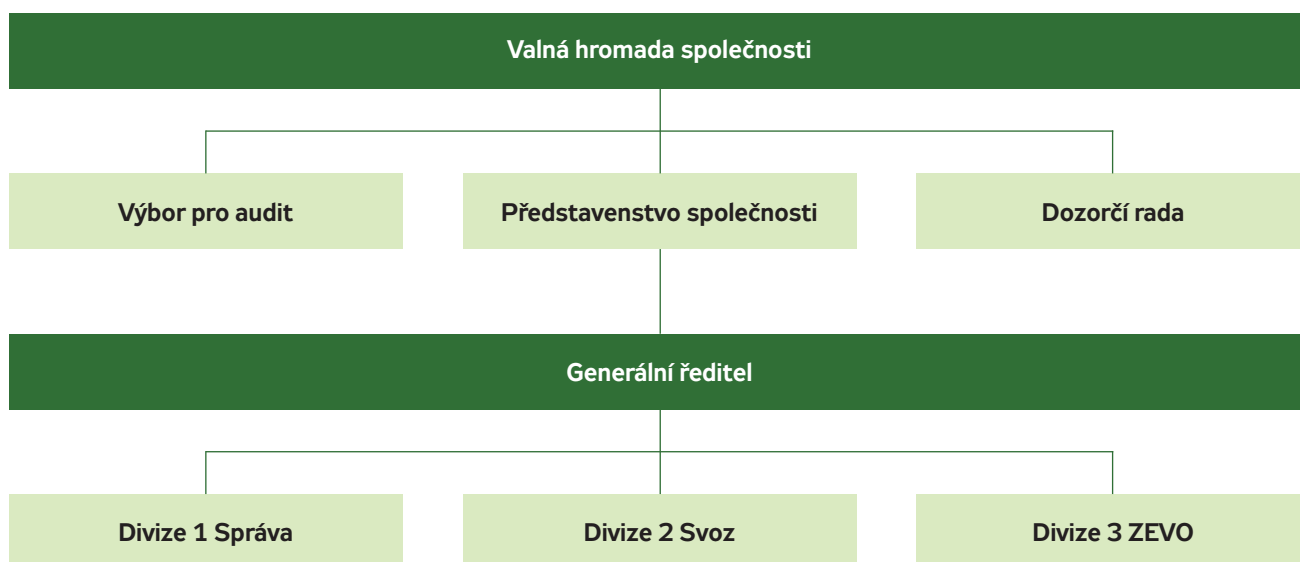 Valná hromada společnosti
Výbor pro audit
Představenstvo společnosti
Dozorčí rada
Generální ředitel
Divize 1 Správa
Divize 2 Svoz
Divize 3 ZEVO